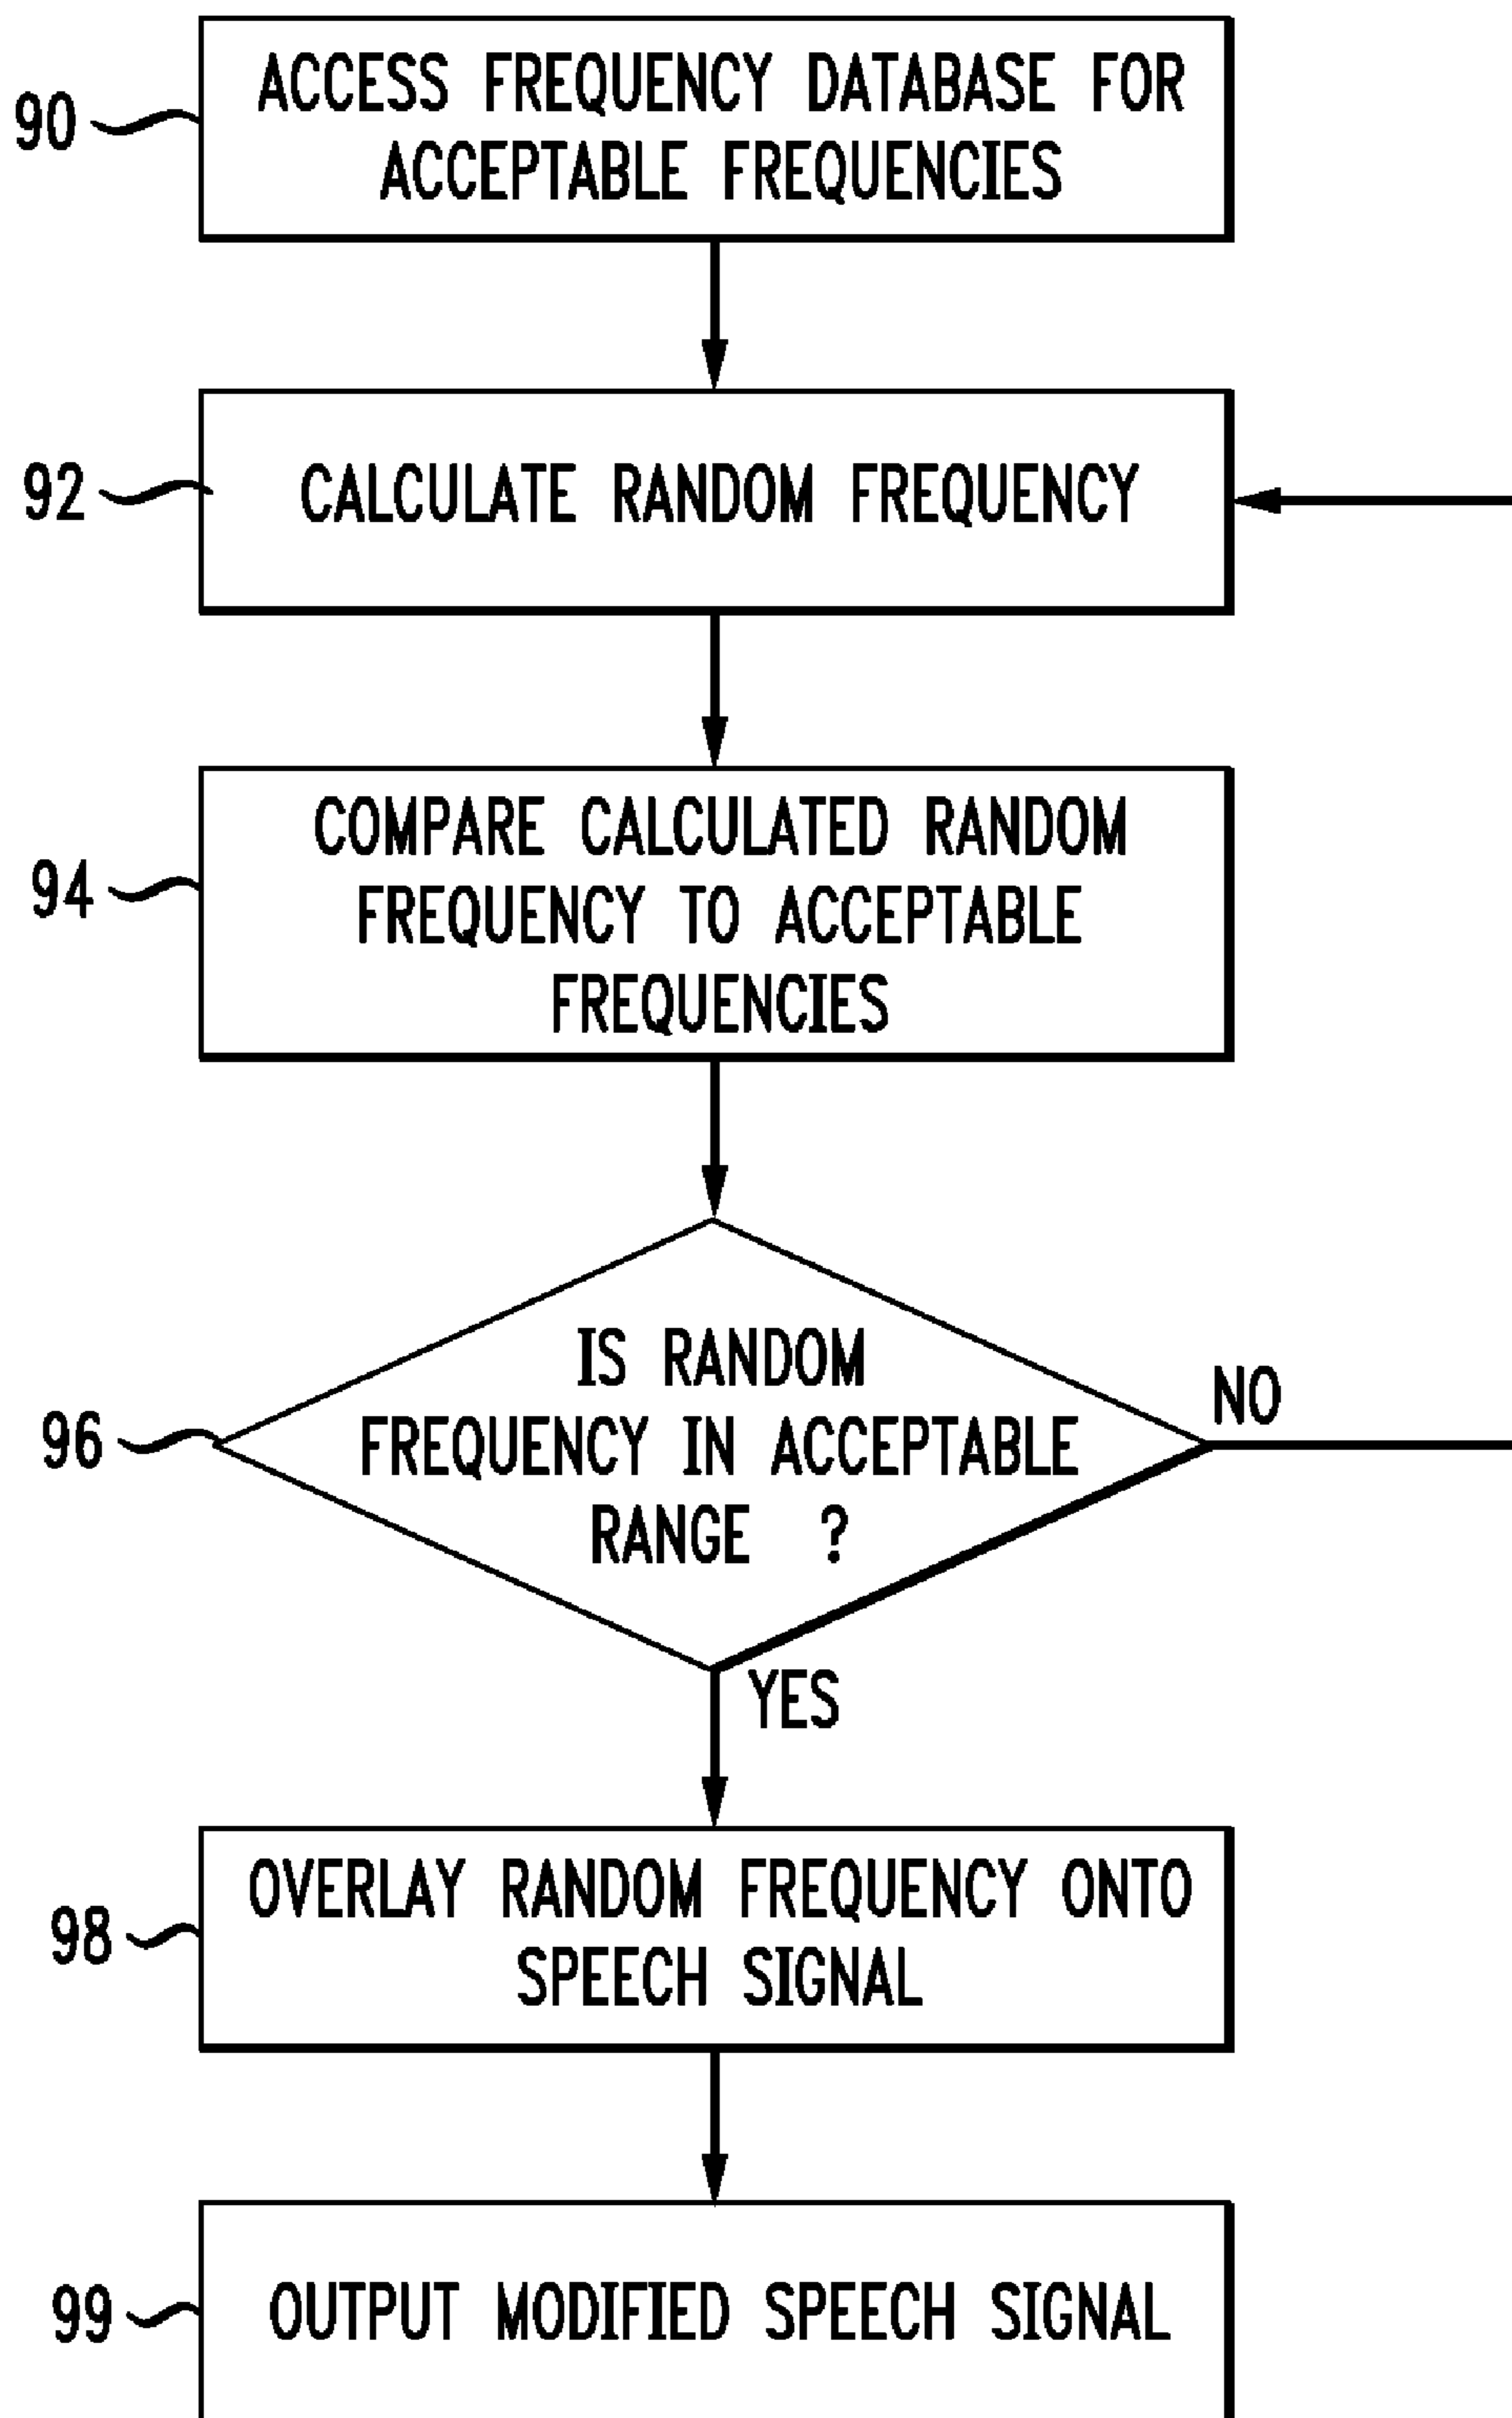 90
ACCESS FREQUENCY DATABASE FOR
ACCEPTABLE FREQUENCIES
92
CALCULATE RANDOM FREQUENCY
94
COMPARE CALCULATED RANDOM
FREQUENCY TO ACCEPTABLE
FREQUENCIES
96
IS RANDOM
FREQUENCY IN ACCEPTABLE
RANGE ?
NO
YES
98
OVERLAY RANDOM FREQUENCY ONTO
SPEECH SIGNAL
99
OUTPUT MODIFIED SPEECH SIGNAL